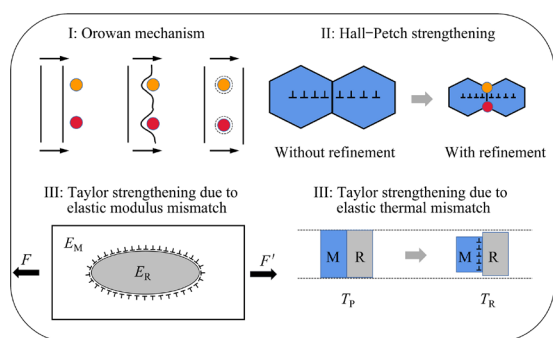 I: Orowan mechanism
II: Hall−Petch strengthening
Without refinement
With refinement
III: Taylor strengthening due to
elastic modulus mismatch
III: Taylor strengthening due to
elastic thermal mismatch
F
E_M
E_R
F′
M
R
M
R
T_P
T_R